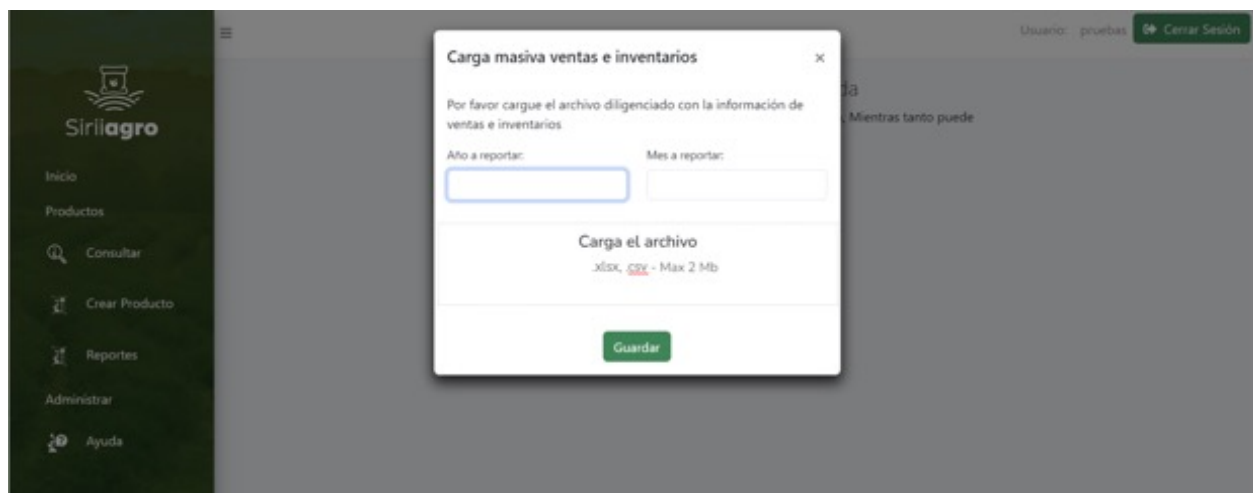 Usuario: pruebas Cerrar Sesión
Siriiagro
Inicio
Productos
Consultar
Crear Producto
Reportes
Administrar
Ayuda
Carga masiva ventas e inventarios ×
Por favor cargue el archivo diligenciado con la información de
ventas e inventarios
Año a reportar: Mes a reportar:
Carga el archivo
.xlsx, .csv - Max 2 Mb
Guardar
da
, Mientras tanto puede